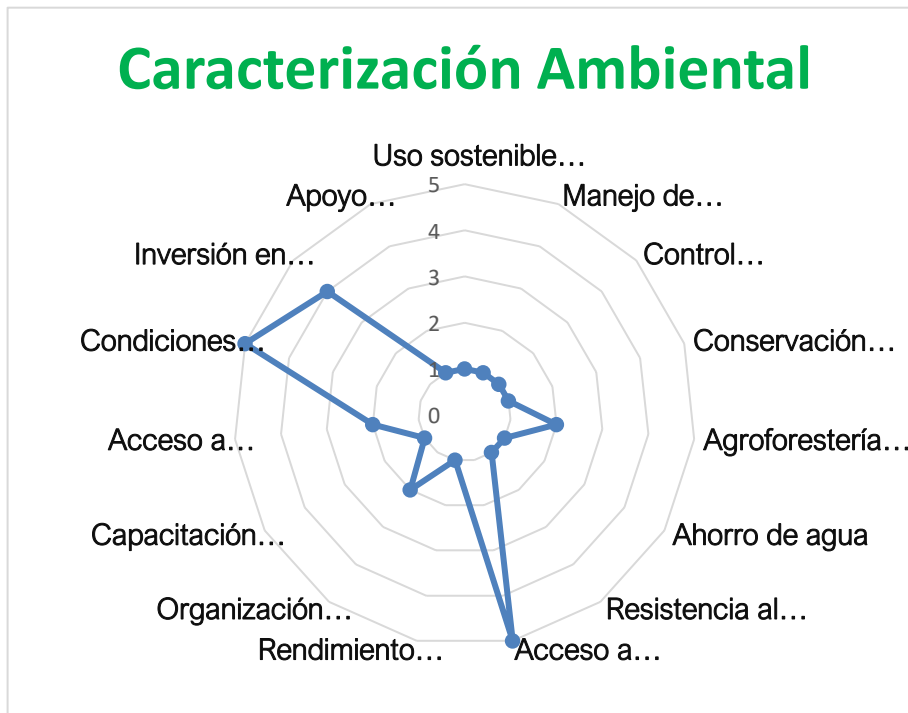 Caracterización Ambiental
Uso sostenible…
Manejo de…
Control…
Conservación…
Agroforestería…
Ahorro de agua
Resistencia al…
Acceso a…
Rendimiento…
Organización…
Capacitación…
Acceso a…
Condiciones…
Inversión en…
Apoyo…
5
4
3
2
1
0